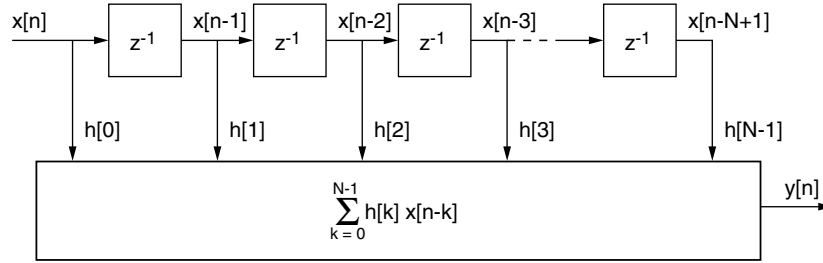 x[n] x[n-1] x[n-2] x[n-3] x[n-N+1]
z⁻¹ z⁻¹ z⁻¹ z⁻¹
h[0] h[1] h[2] h[3] h[N-1]
N-1
∑ h[k] x[n-k]
k = 0
y[n]